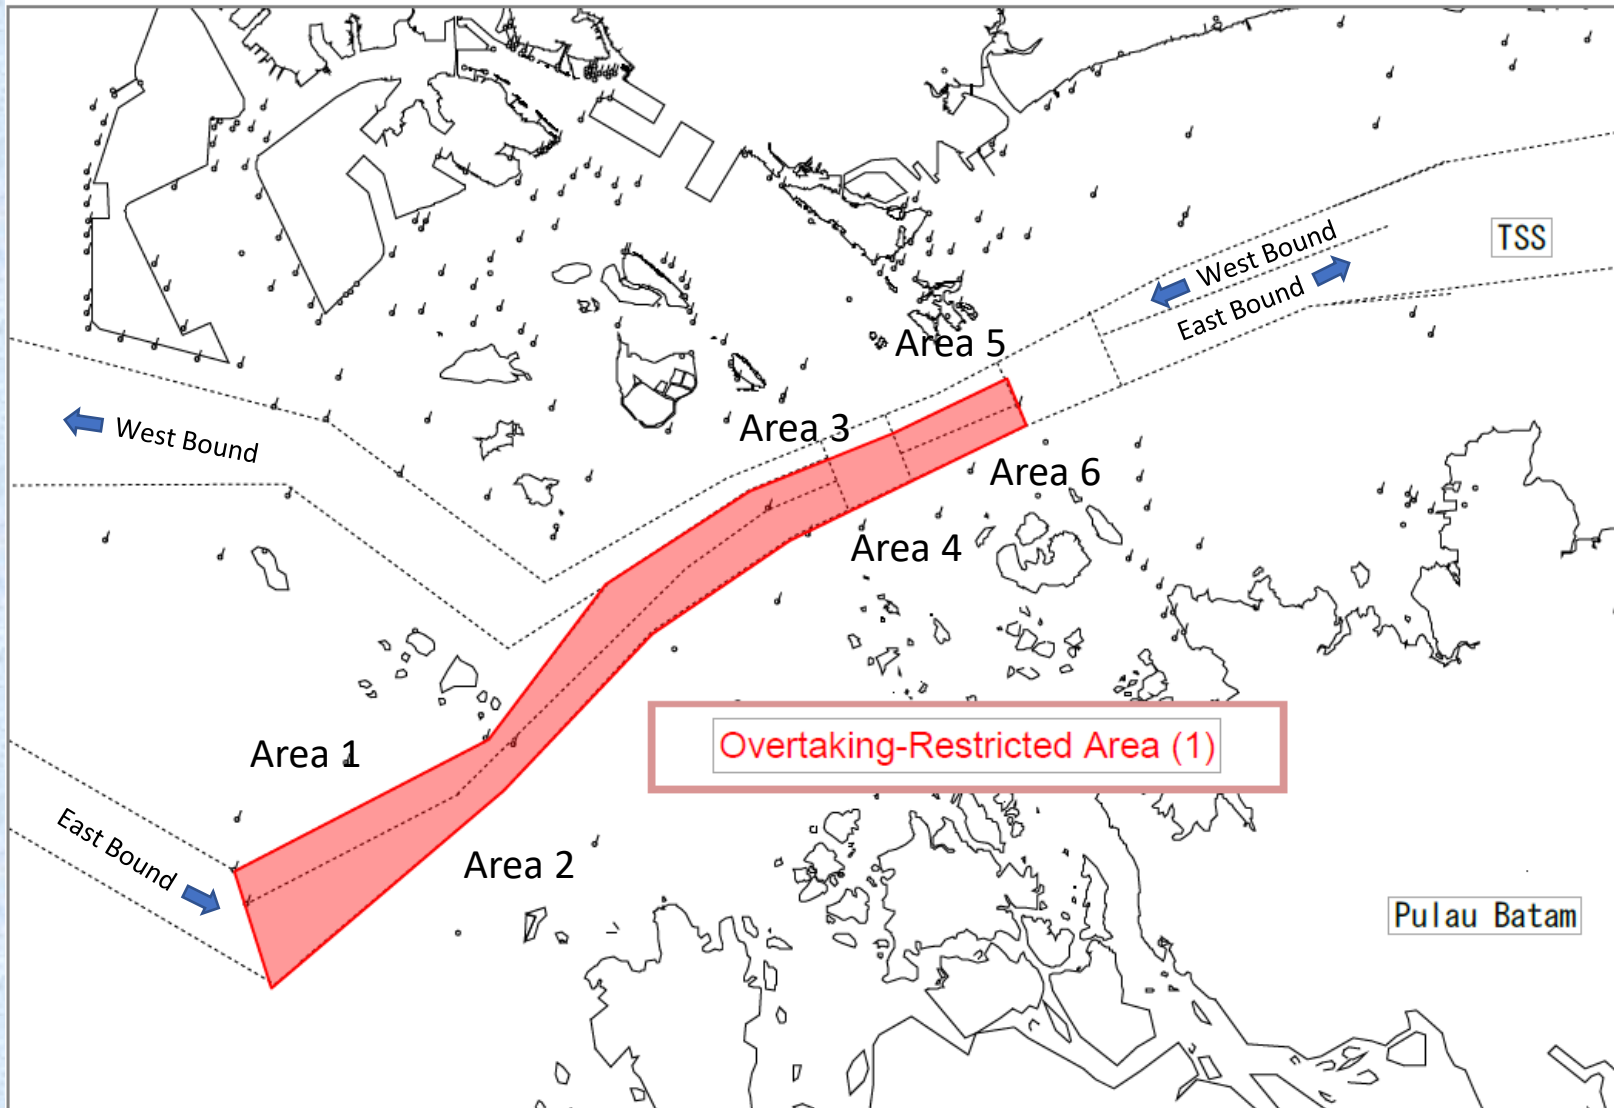 West Bound
TSS
East Bound
Area 5
Area 3
West Bound
Area 6
Area 4
Overtaking-Restricted Area (1)
Area 1
East Bound
Area 2
Pulau Batam